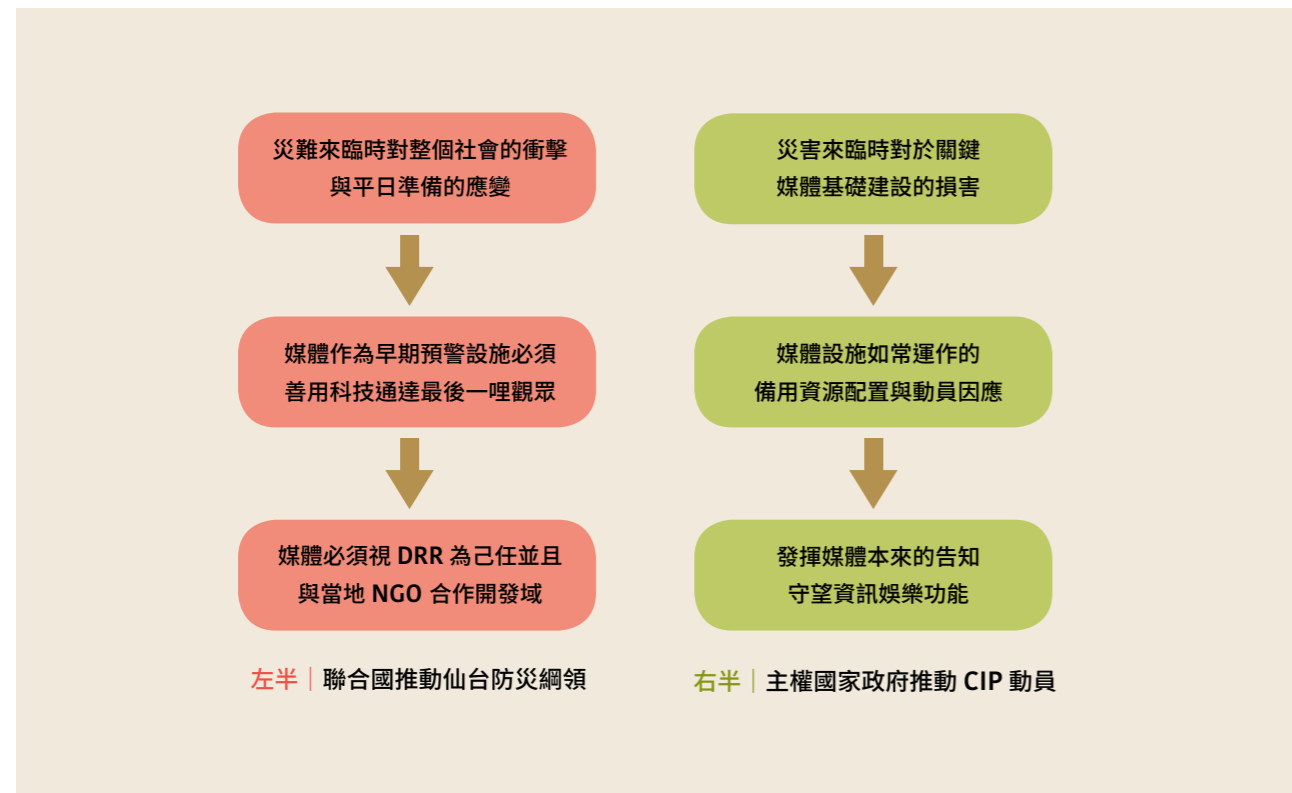 災難來臨時對整個社會的衝擊
與平日準備的應變
媒體作為早期預警設施必須
善用科技通達最後一哩觀眾
媒體必須視 DRR 為己任並且
與當地 NGO 合作開發域
左半｜聯合國推動仙台防災綱領
災害來臨時對於關鍵
媒體基礎建設的損害
媒體設施如常運作的
備用資源配置與動員因應
發揮媒體本來的告知
守望資訊娛樂功能
右半｜主權國家政府推動 CIP 動員